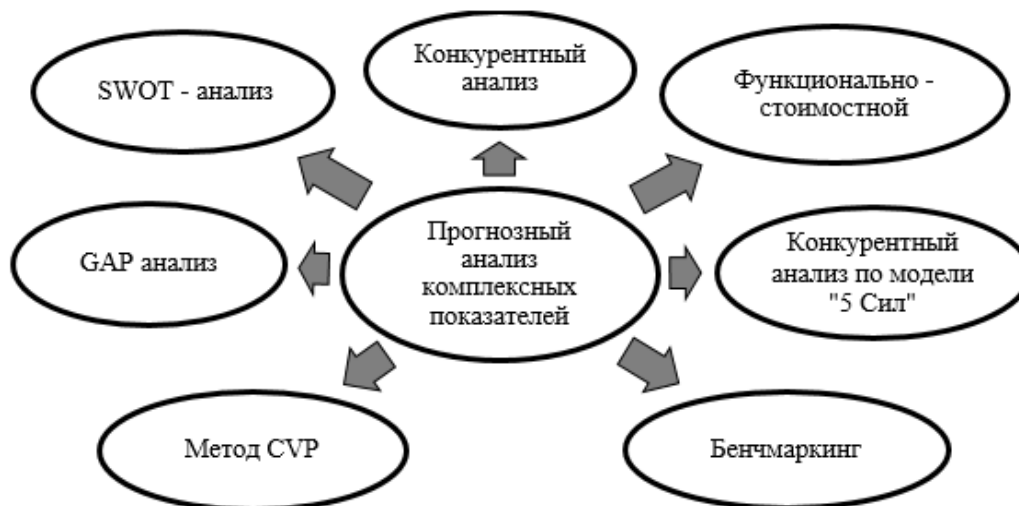 Конкурентный
анализ
SWOT - анализ
Функционально -
стоимостной
Прогнозный
анализ
комплексных
показателей
GAP анализ
Конкурентный
анализ по модели
"5 Сил"
Метод CVP
Бенчмаркинг